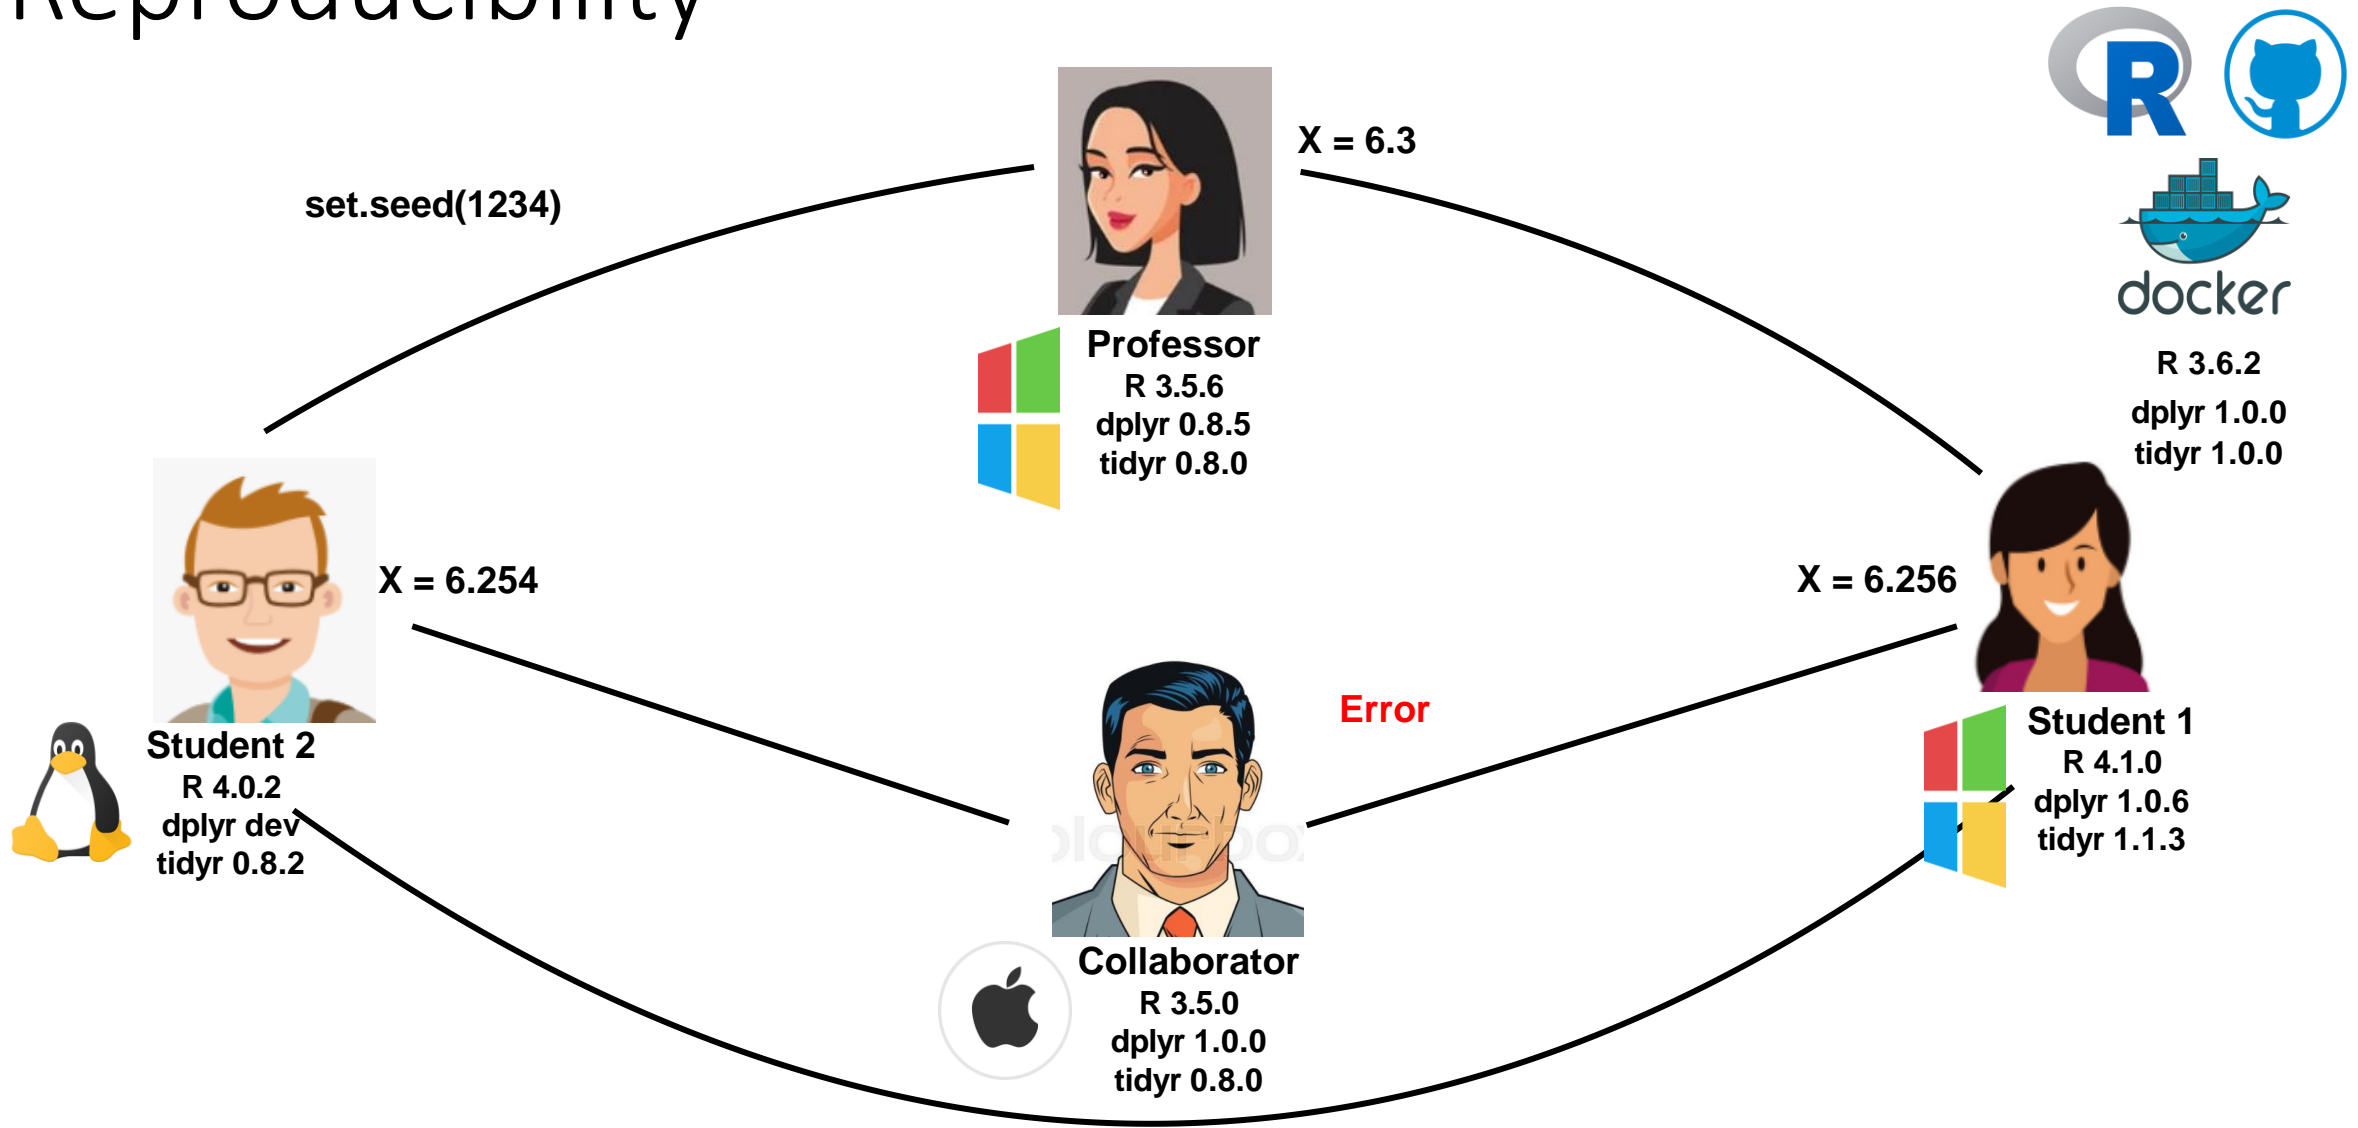 Reproducibility
set.seed(1234)
X = 6.3
docker
R 3.6.2
dplyr 1.0.0
tidyr 1.0.0
Professor
R 3.5.6
dplyr 0.8.5
tidyr 0.8.0
X = 6.254
X = 6.256
Error
Student 2
R 4.0.2
dplyr dev
tidyr 0.8.2
Student 1
R 4.1.0
dplyr 1.0.6
tidyr 1.1.3
Collaborator
R 3.5.0
dplyr 1.0.0
tidyr 0.8.0